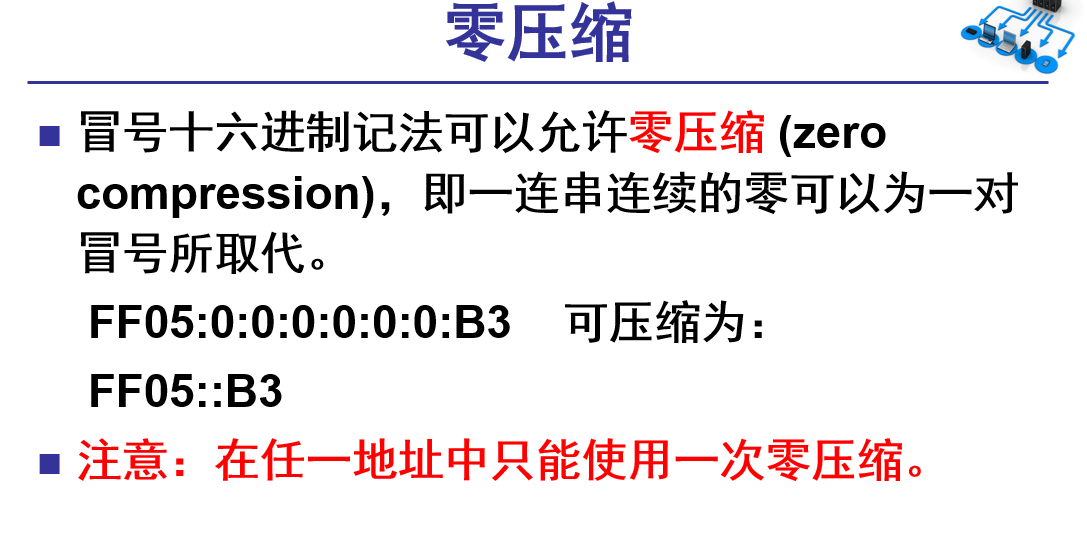 零压缩
冒号十六进制记法可以允许零压缩 (zero
compression)，即一连串连续的零可以为一对
冒号所取代。
FF05:0:0:0:0:0:0:B3 可压缩为：
FF05::B3
注意：在任一地址中只能使用一次零压缩。